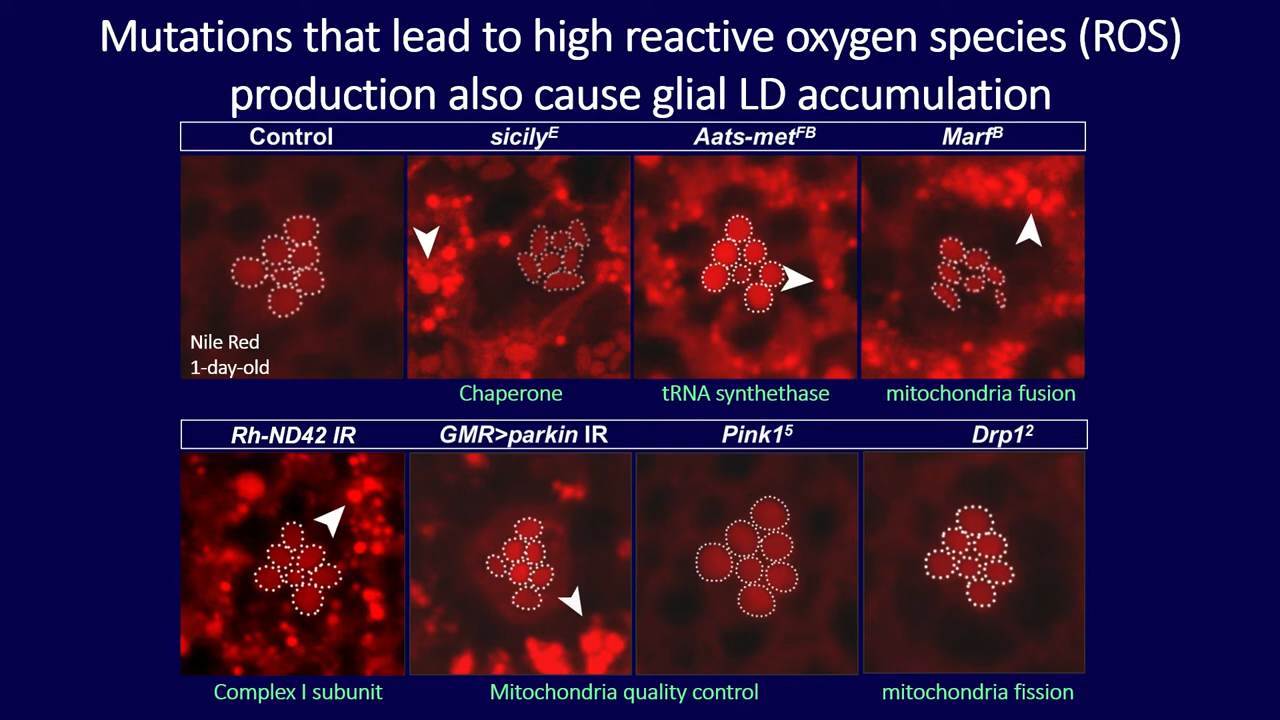 Mutations that lead to high reactive oxygen species (ROS)
production also cause glial LD accumulation
Control sicilyᴱ Aats-metᶠᴮ Marfᴮ
Nile Red
1-day-old
Chaperone tRNA synthethase mitochondria fusion
Rh-ND42 IR GMR>parkin IR Pink1⁵ Drp1²
Complex I subunit Mitochondria quality control mitochondria fission